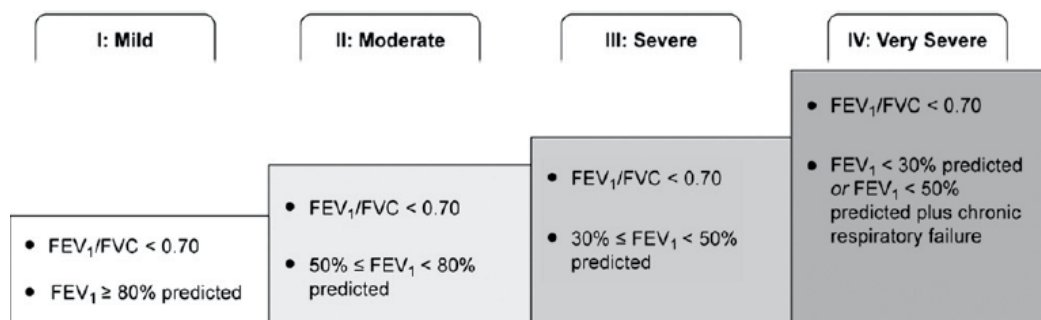 I: Mild
II: Moderate
III: Severe
IV: Very Severe
• FEV₁/FVC < 0.70
• FEV₁ ≥ 80% predicted
• FEV₁/FVC < 0.70
• 50% ≤ FEV₁ < 80%
predicted
• FEV₁/FVC < 0.70
• 30% ≤ FEV₁ < 50%
predicted
• FEV₁/FVC < 0.70
• FEV₁ < 30% predicted
or FEV₁ < 50%
predicted plus chronic
respiratory failure